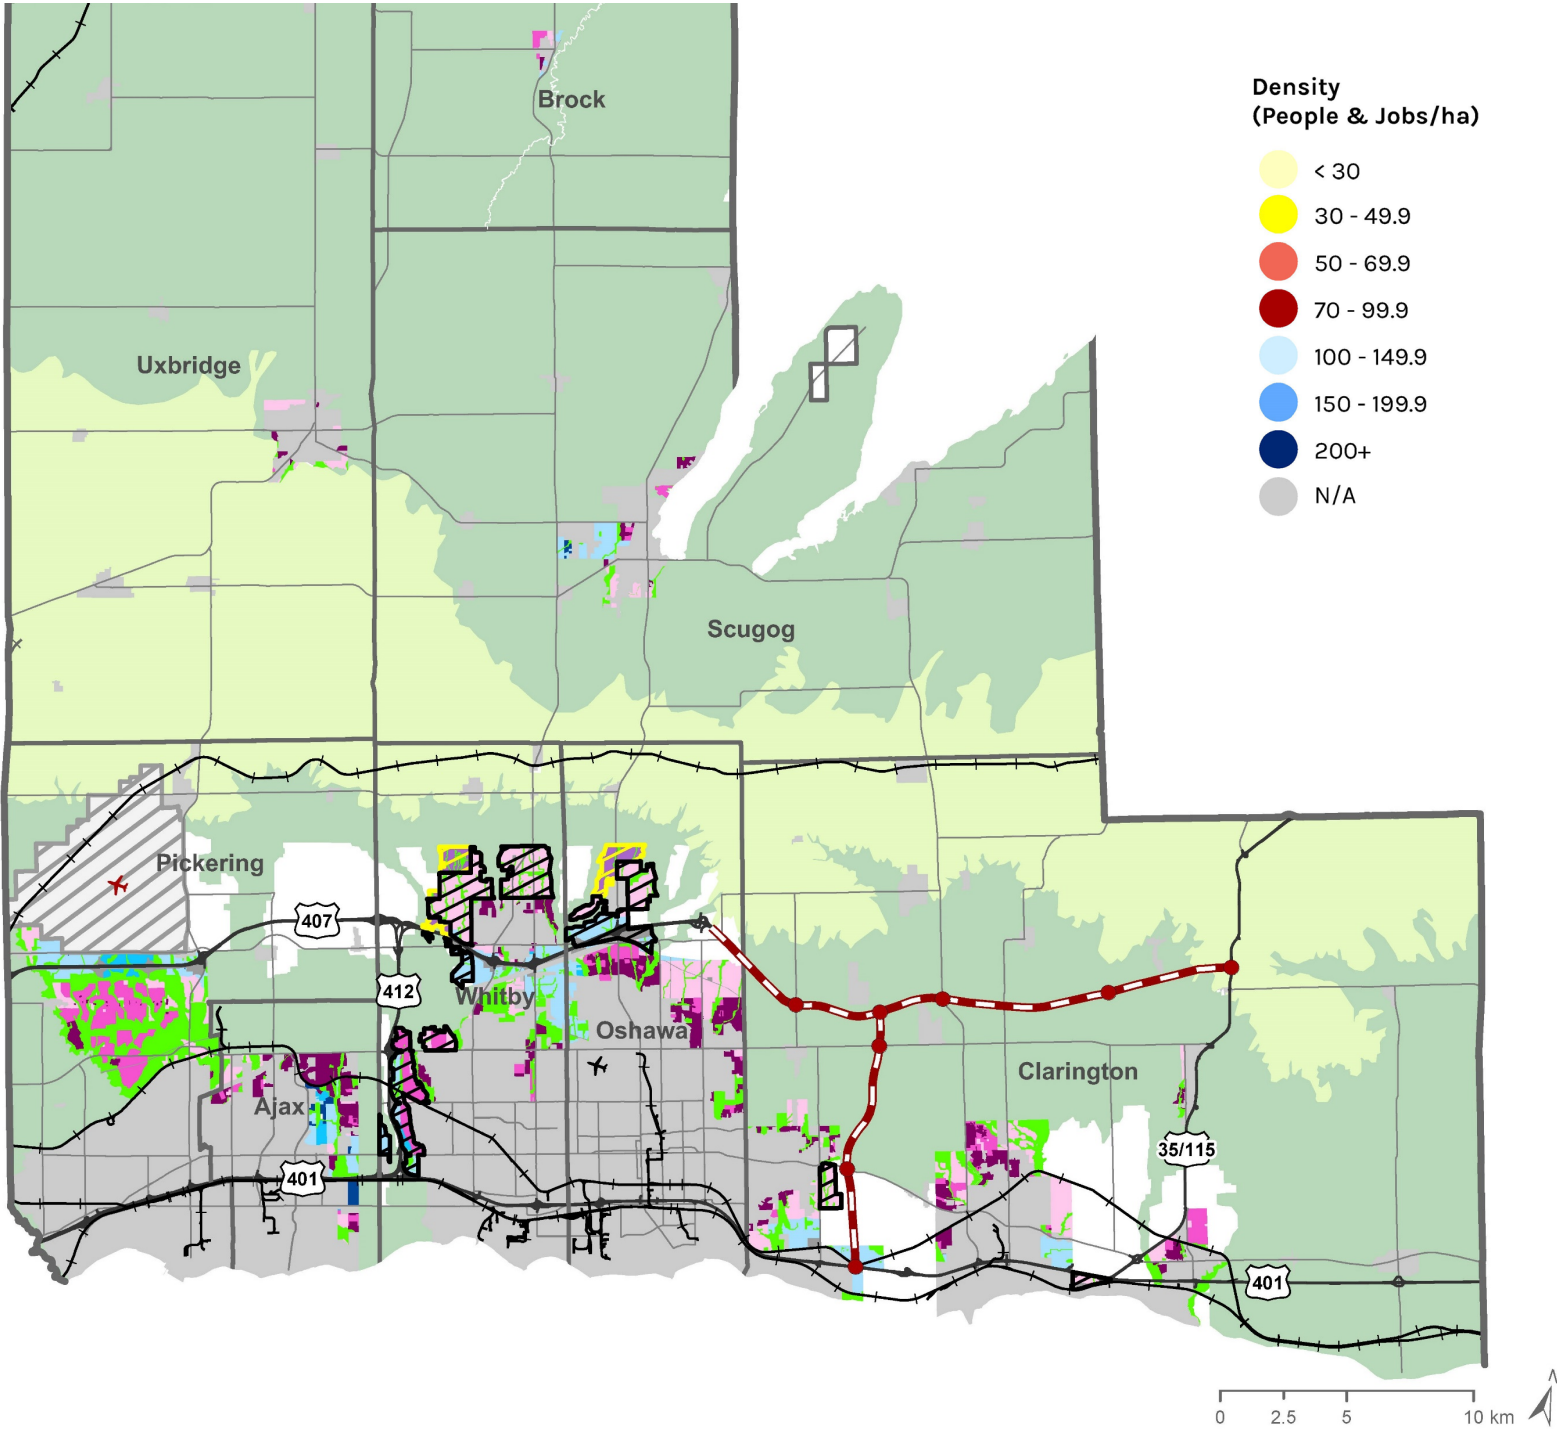 Brock
Density
(People & Jobs/ha)
< 30
30 - 49.9
50 - 69.9
70 - 99.9
100 - 149.9
150 - 199.9
200+
N/A
Uxbridge
Scugog
Pickering
407
412
Whitby
Oshawa
Clarington
Ajax
35/115
401
401
0 2.5 5 10 km